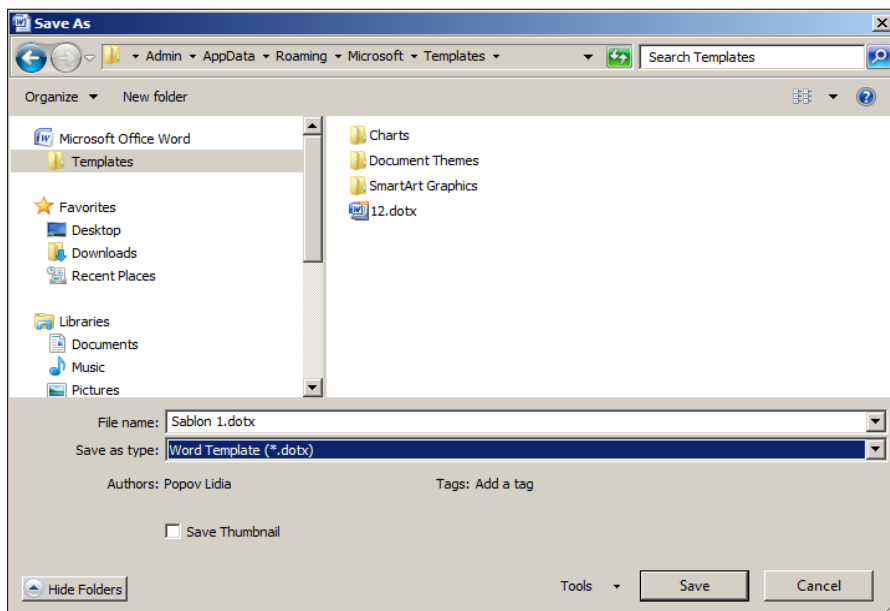 Save As
Admin AppData Roaming Microsoft Templates Search Templates
Organize New folder
Microsoft Office Word
Templates
Favorites
Desktop
Downloads
Recent Places
Libraries
Documents
Music
Pictures
Charts
Document Themes
SmartArt Graphics
12.dotx
File name: Sablon 1.dotx
Save as type: Word Template (*.dotx)
Authors: Popov Lidia Tags: Add a tag
Save Thumbnail
Hide Folders Tools Save Cancel